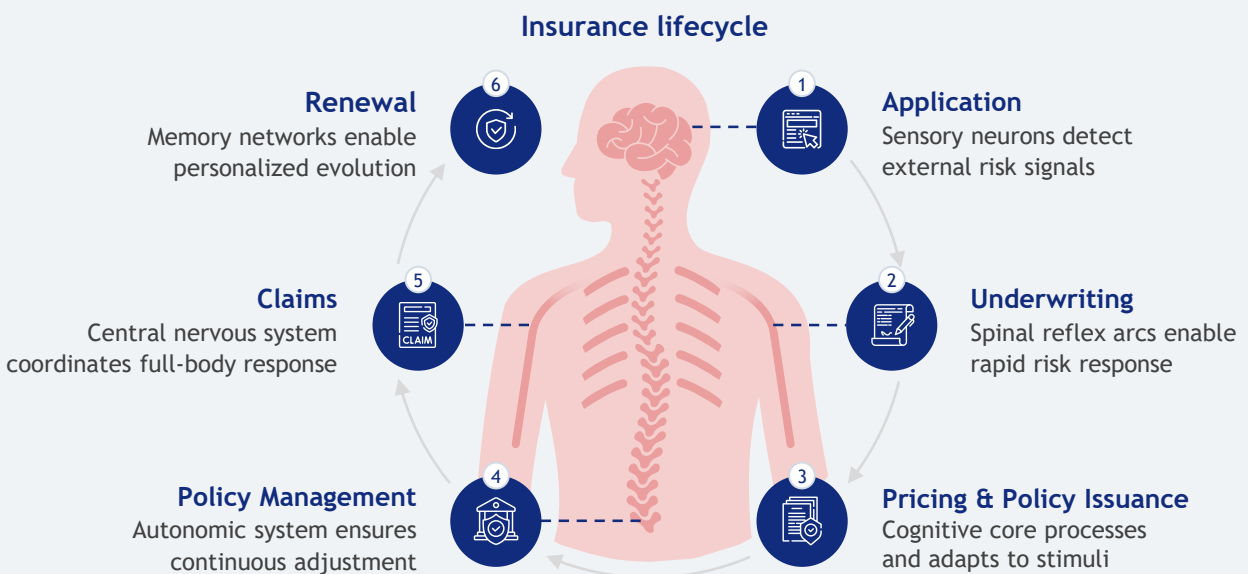 Insurance lifecycle
1
Application
Sensory neurons detect
external risk signals
2
Underwriting
Spinal reflex arcs enable
rapid risk response
3
Pricing & Policy Issuance
Cognitive core processes
and adapts to stimuli
4
Policy Management
Autonomic system ensures
continuous adjustment
5
CLAIM
Claims
Central nervous system
coordinates full-body response
6
Renewal
Memory networks enable
personalized evolution